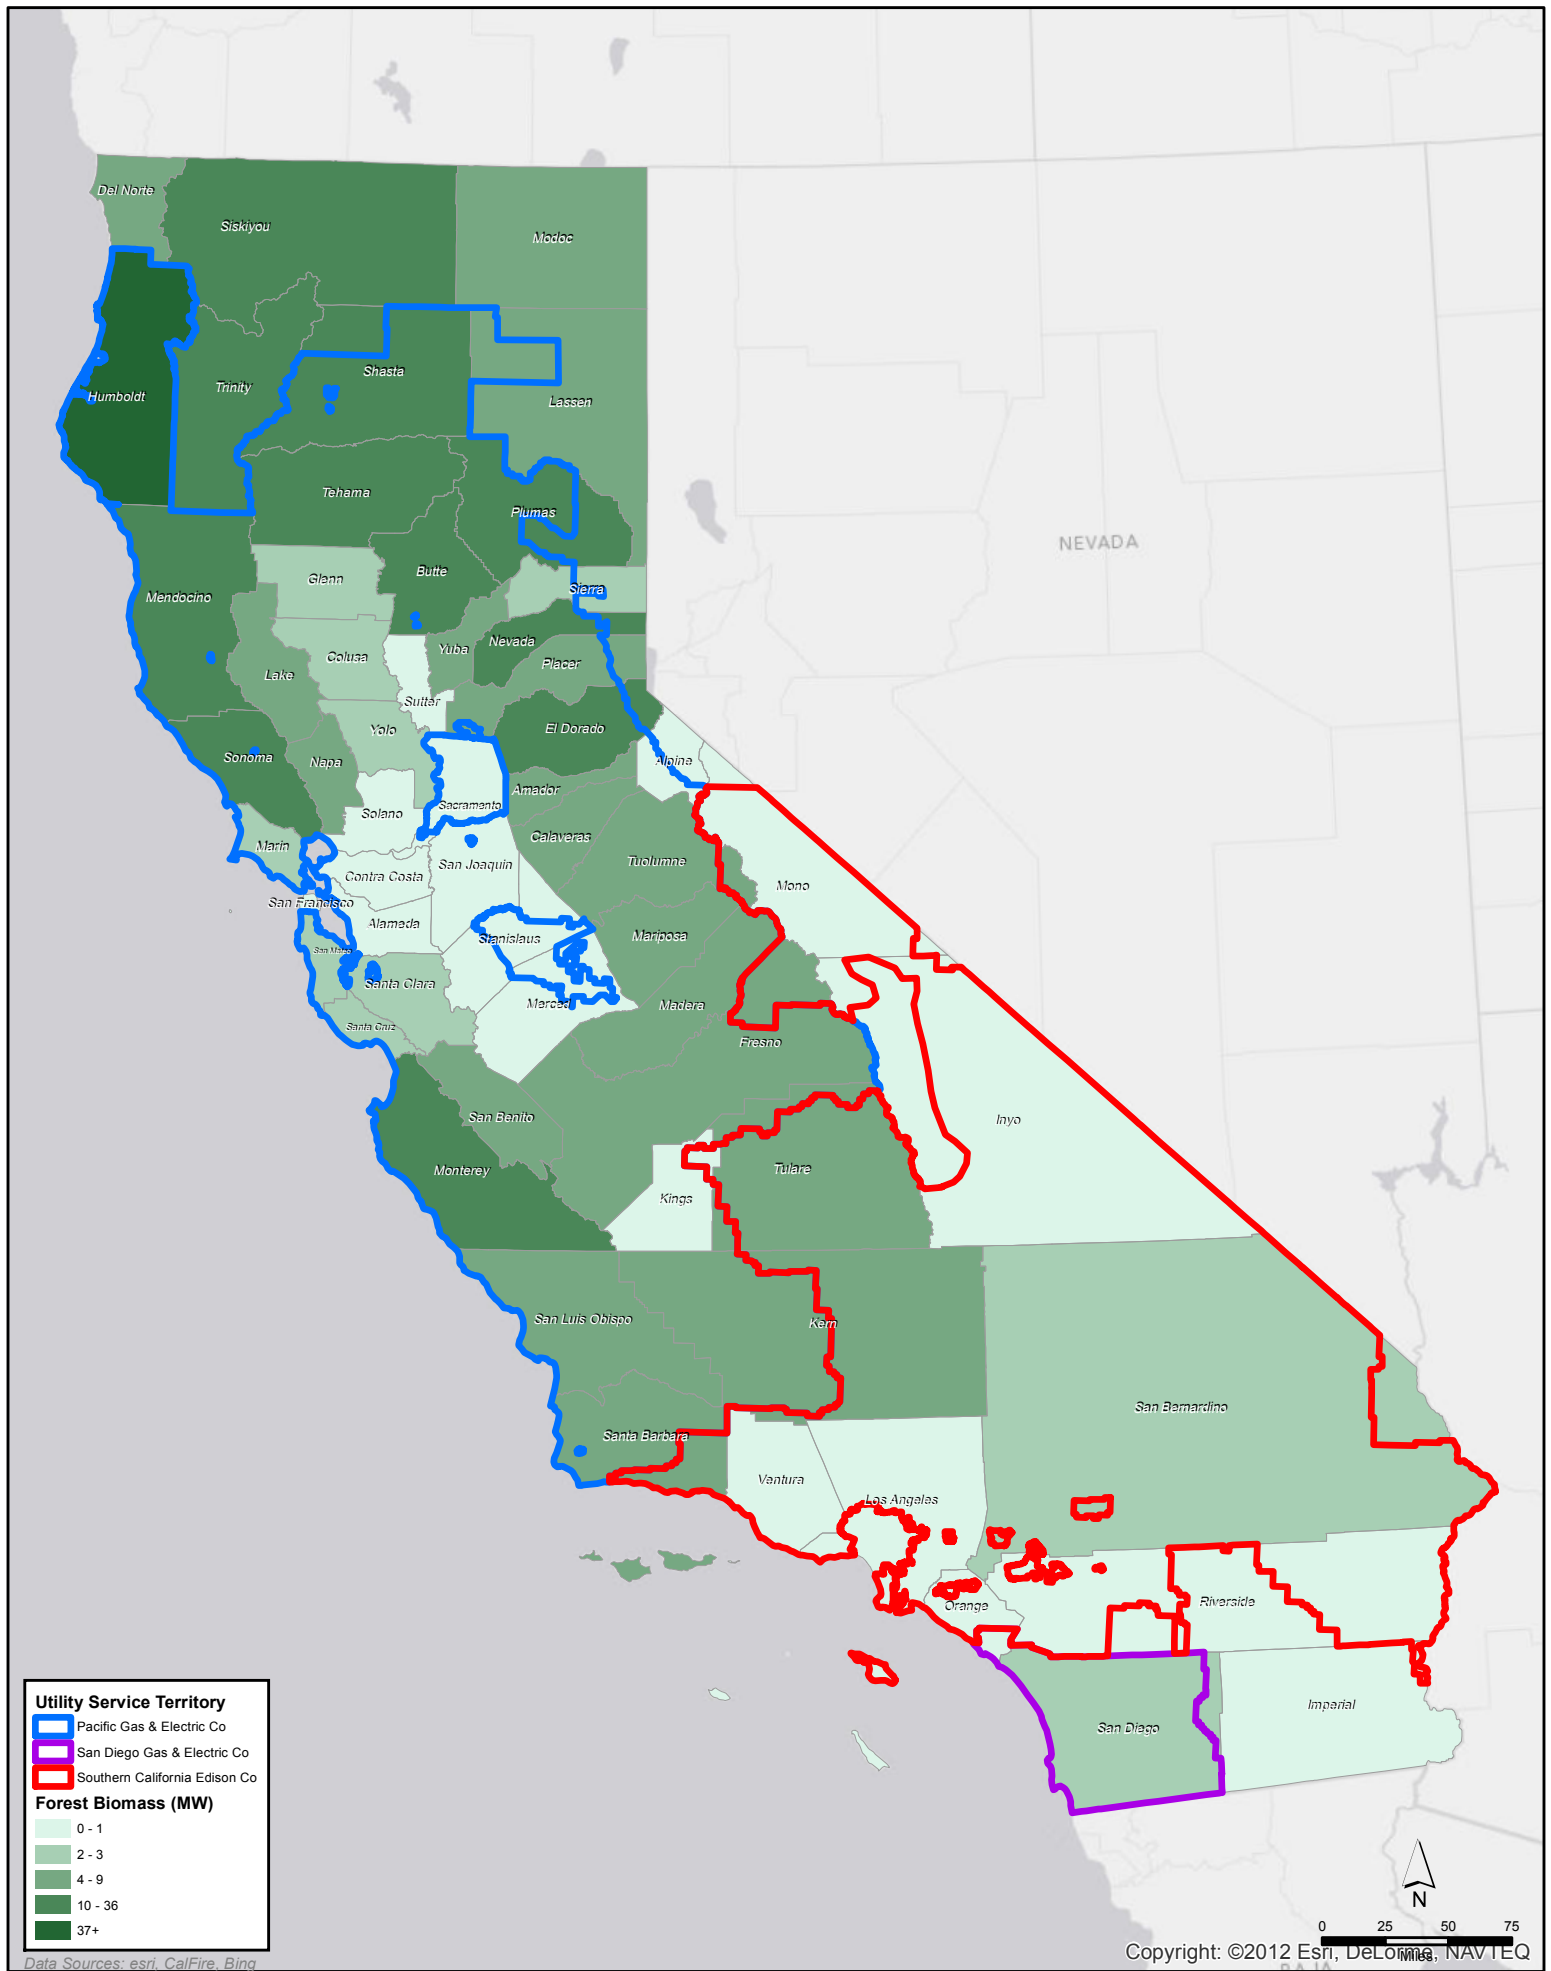 Del Norte
Siskiyou
Modoc
Shasta
Trinity
Humboldt
Lassen
Tehama
Plumas
NEVADA
Butte
Glenn
Sierra
Mendocino
Nevada
Yuba
Colusa
Placer
Lake
Sutter
Yolo
El Dorado
Sonoma
Napa
Alpine
Amador
Sacramento
Solano
Calaveras
Marin
San Joaquin
Tuolumne
Contra Costa
Mono
San Francisco
Alameda
Mariposa
Stanislaus
San Mateo
Santa Clara
Merced
Madera
Santa Cruz
Fresno
San Benito
Inyo
Monterey
Tulare
Kings
San Luis Obispo
Kern
San Bernardino
Santa Barbara
Ventura
Los Angeles
Orange
Riverside
Imperial
San Diego
Utility Service Territory
Pacific Gas & Electric Co
San Diego Gas & Electric Co
Southern California Edison Co
Forest Biomass (MW)
0 - 1
2 - 3
4 - 9
10 - 36
37+
N
0 25 50 75
Miles
Copyright: ©2012 Esri, DeLorme, NAVTEQ
BAJA
Data Sources: esri, CalFire, Bing